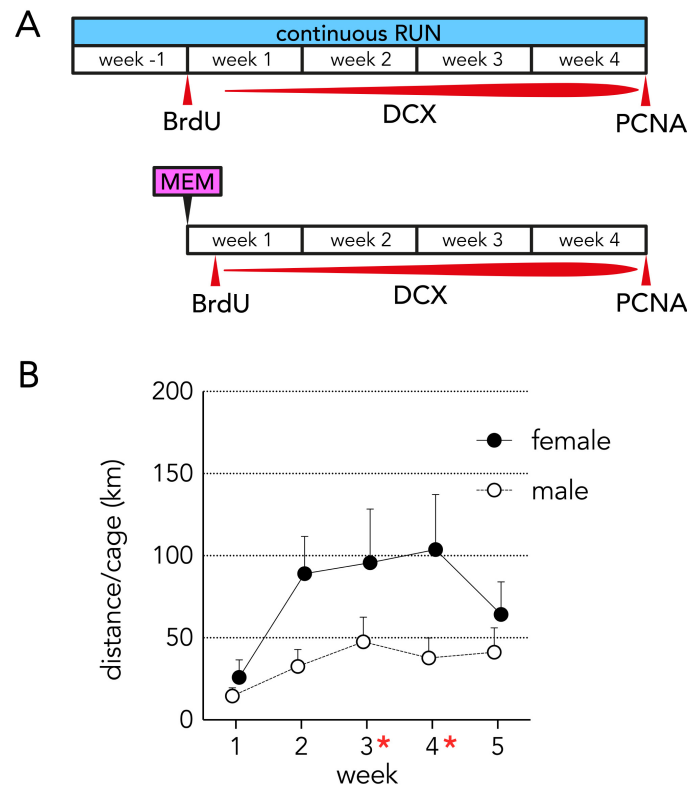 A
continuous RUN
week -1 week 1 week 2 week 3 week 4
BrdU DCX PCNA
MEM
week 1 week 2 week 3 week 4
BrdU DCX PCNA
B
200
150
100
50
0
distance/cage (km)
female
male
1 2 3* 4* 5
week